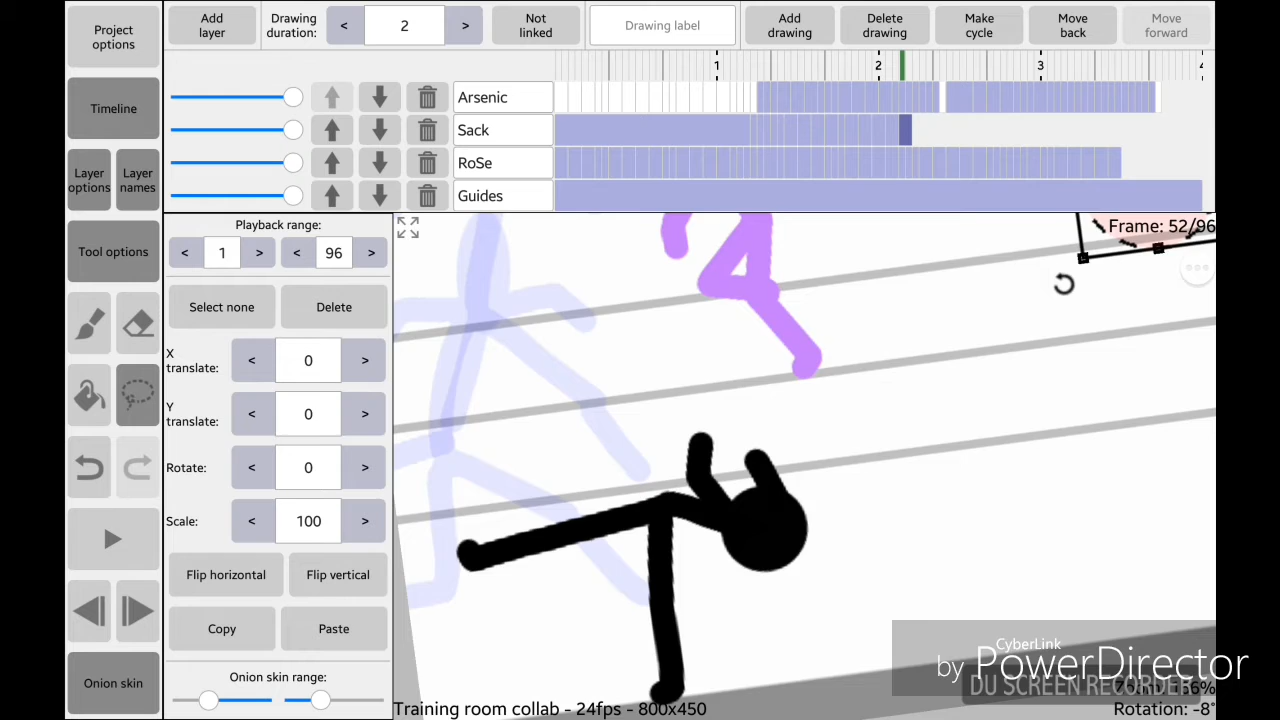 Project options
Add layer
Drawing duration:
<
2
>
Not linked
Drawing label
Add drawing
Delete drawing
Make cycle
Move back
Move forward
Timeline
1
2
3
4
Arsenic
Sack
RoSe
Guides
Layer options
Layer names
Tool options
Playback range:
< 1 > < 96 >
Select none
Delete
X translate:
< 0 >
Y translate:
< 0 >
Rotate:
< 0 >
Scale:
< 100 >
Flip horizontal
Flip vertical
Copy
Paste
Onion skin
Onion skin range:
Frame: 52/96
CyberLink
by PowerDirector
DU SCREEN RECORDER
Training room collab - 24fps - 800x450
Rotation: -8°